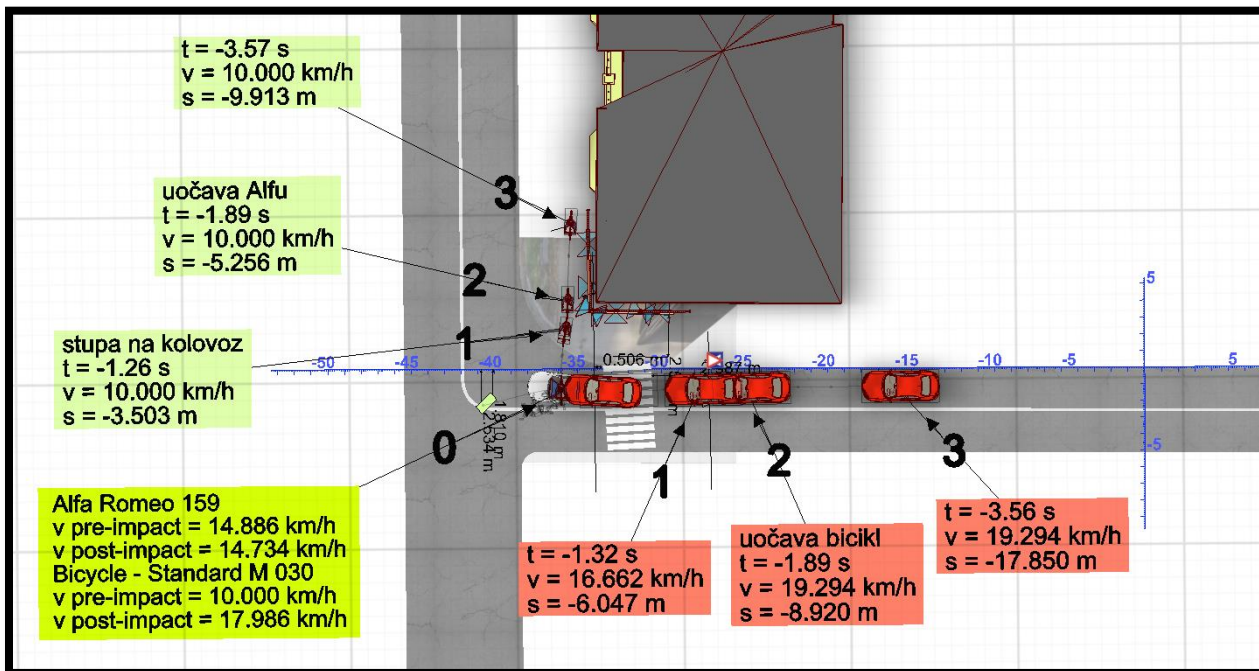 t = -3.57 s
v = 10.000 km/h
s = -9.913 m
3
uočava Alfu
t = -1.89 s
v = 10.000 km/h
s = -5.256 m
2
stupa na kolovoz
t = -1.26 s
v = 10.000 km/h
s = -3.503 m
1
5
-50 -45 -40 -35 -30 -25 -20 -15 -10 -5 5
0.506
1.810 m
2.534 m
-5
0
1
2
3
Alfa Romeo 159
v pre-impact = 14.886 km/h
v post-impact = 14.734 km/h
Bicycle - Standard M 030
v pre-impact = 10.000 km/h
v post-impact = 17.986 km/h
t = -1.32 s
v = 16.662 km/h
s = -6.047 m
uočava bicikl
t = -1.89 s
v = 19.294 km/h
s = -8.920 m
t = -3.56 s
v = 19.294 km/h
s = -17.850 m